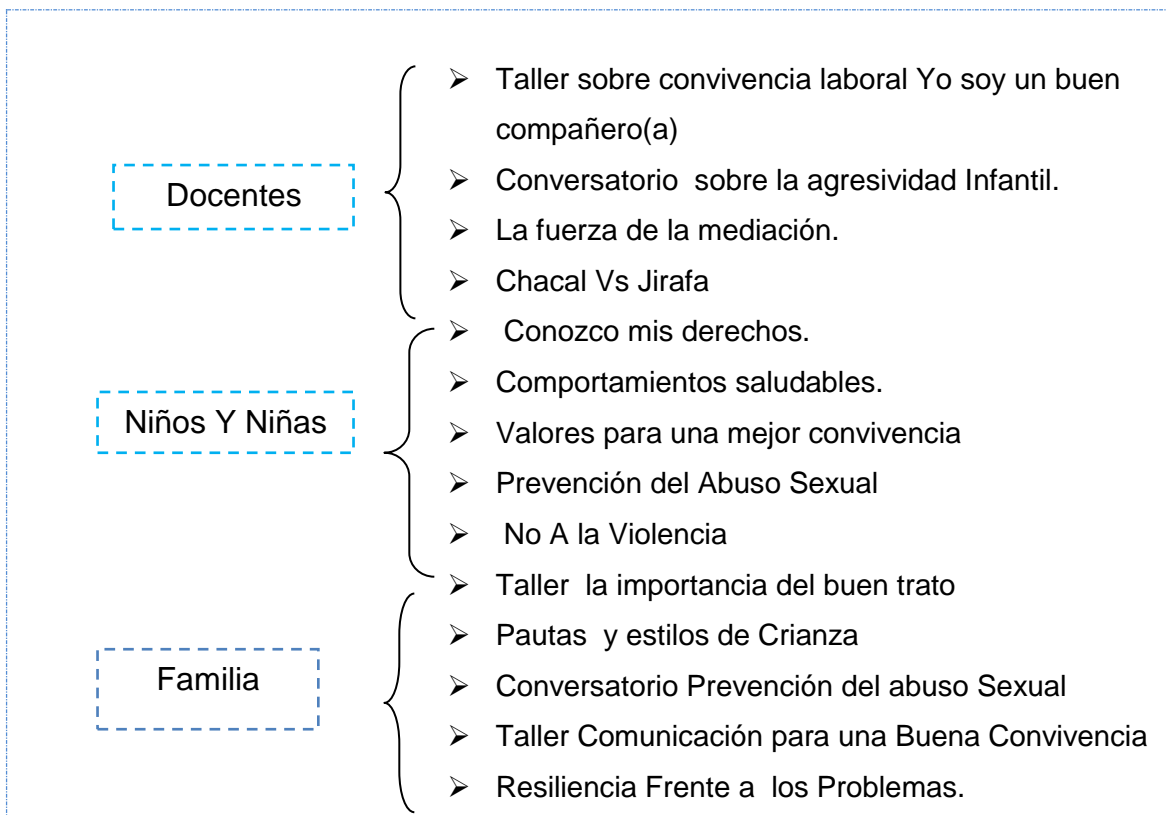 Docentes
➢ Taller sobre convivencia laboral Yo soy un buen
compañero(a)
➢ Conversatorio sobre la agresividad Infantil.
➢ La fuerza de la mediación.
➢ Chacal Vs Jirafa
Niños Y Niñas
➢ Conozco mis derechos.
➢ Comportamientos saludables.
➢ Valores para una mejor convivencia
➢ Prevención del Abuso Sexual
➢ No A la Violencia
Familia
➢ Taller la importancia del buen trato
➢ Pautas y estilos de Crianza
➢ Conversatorio Prevención del abuso Sexual
➢ Taller Comunicación para una Buena Convivencia
➢ Resiliencia Frente a los Problemas.